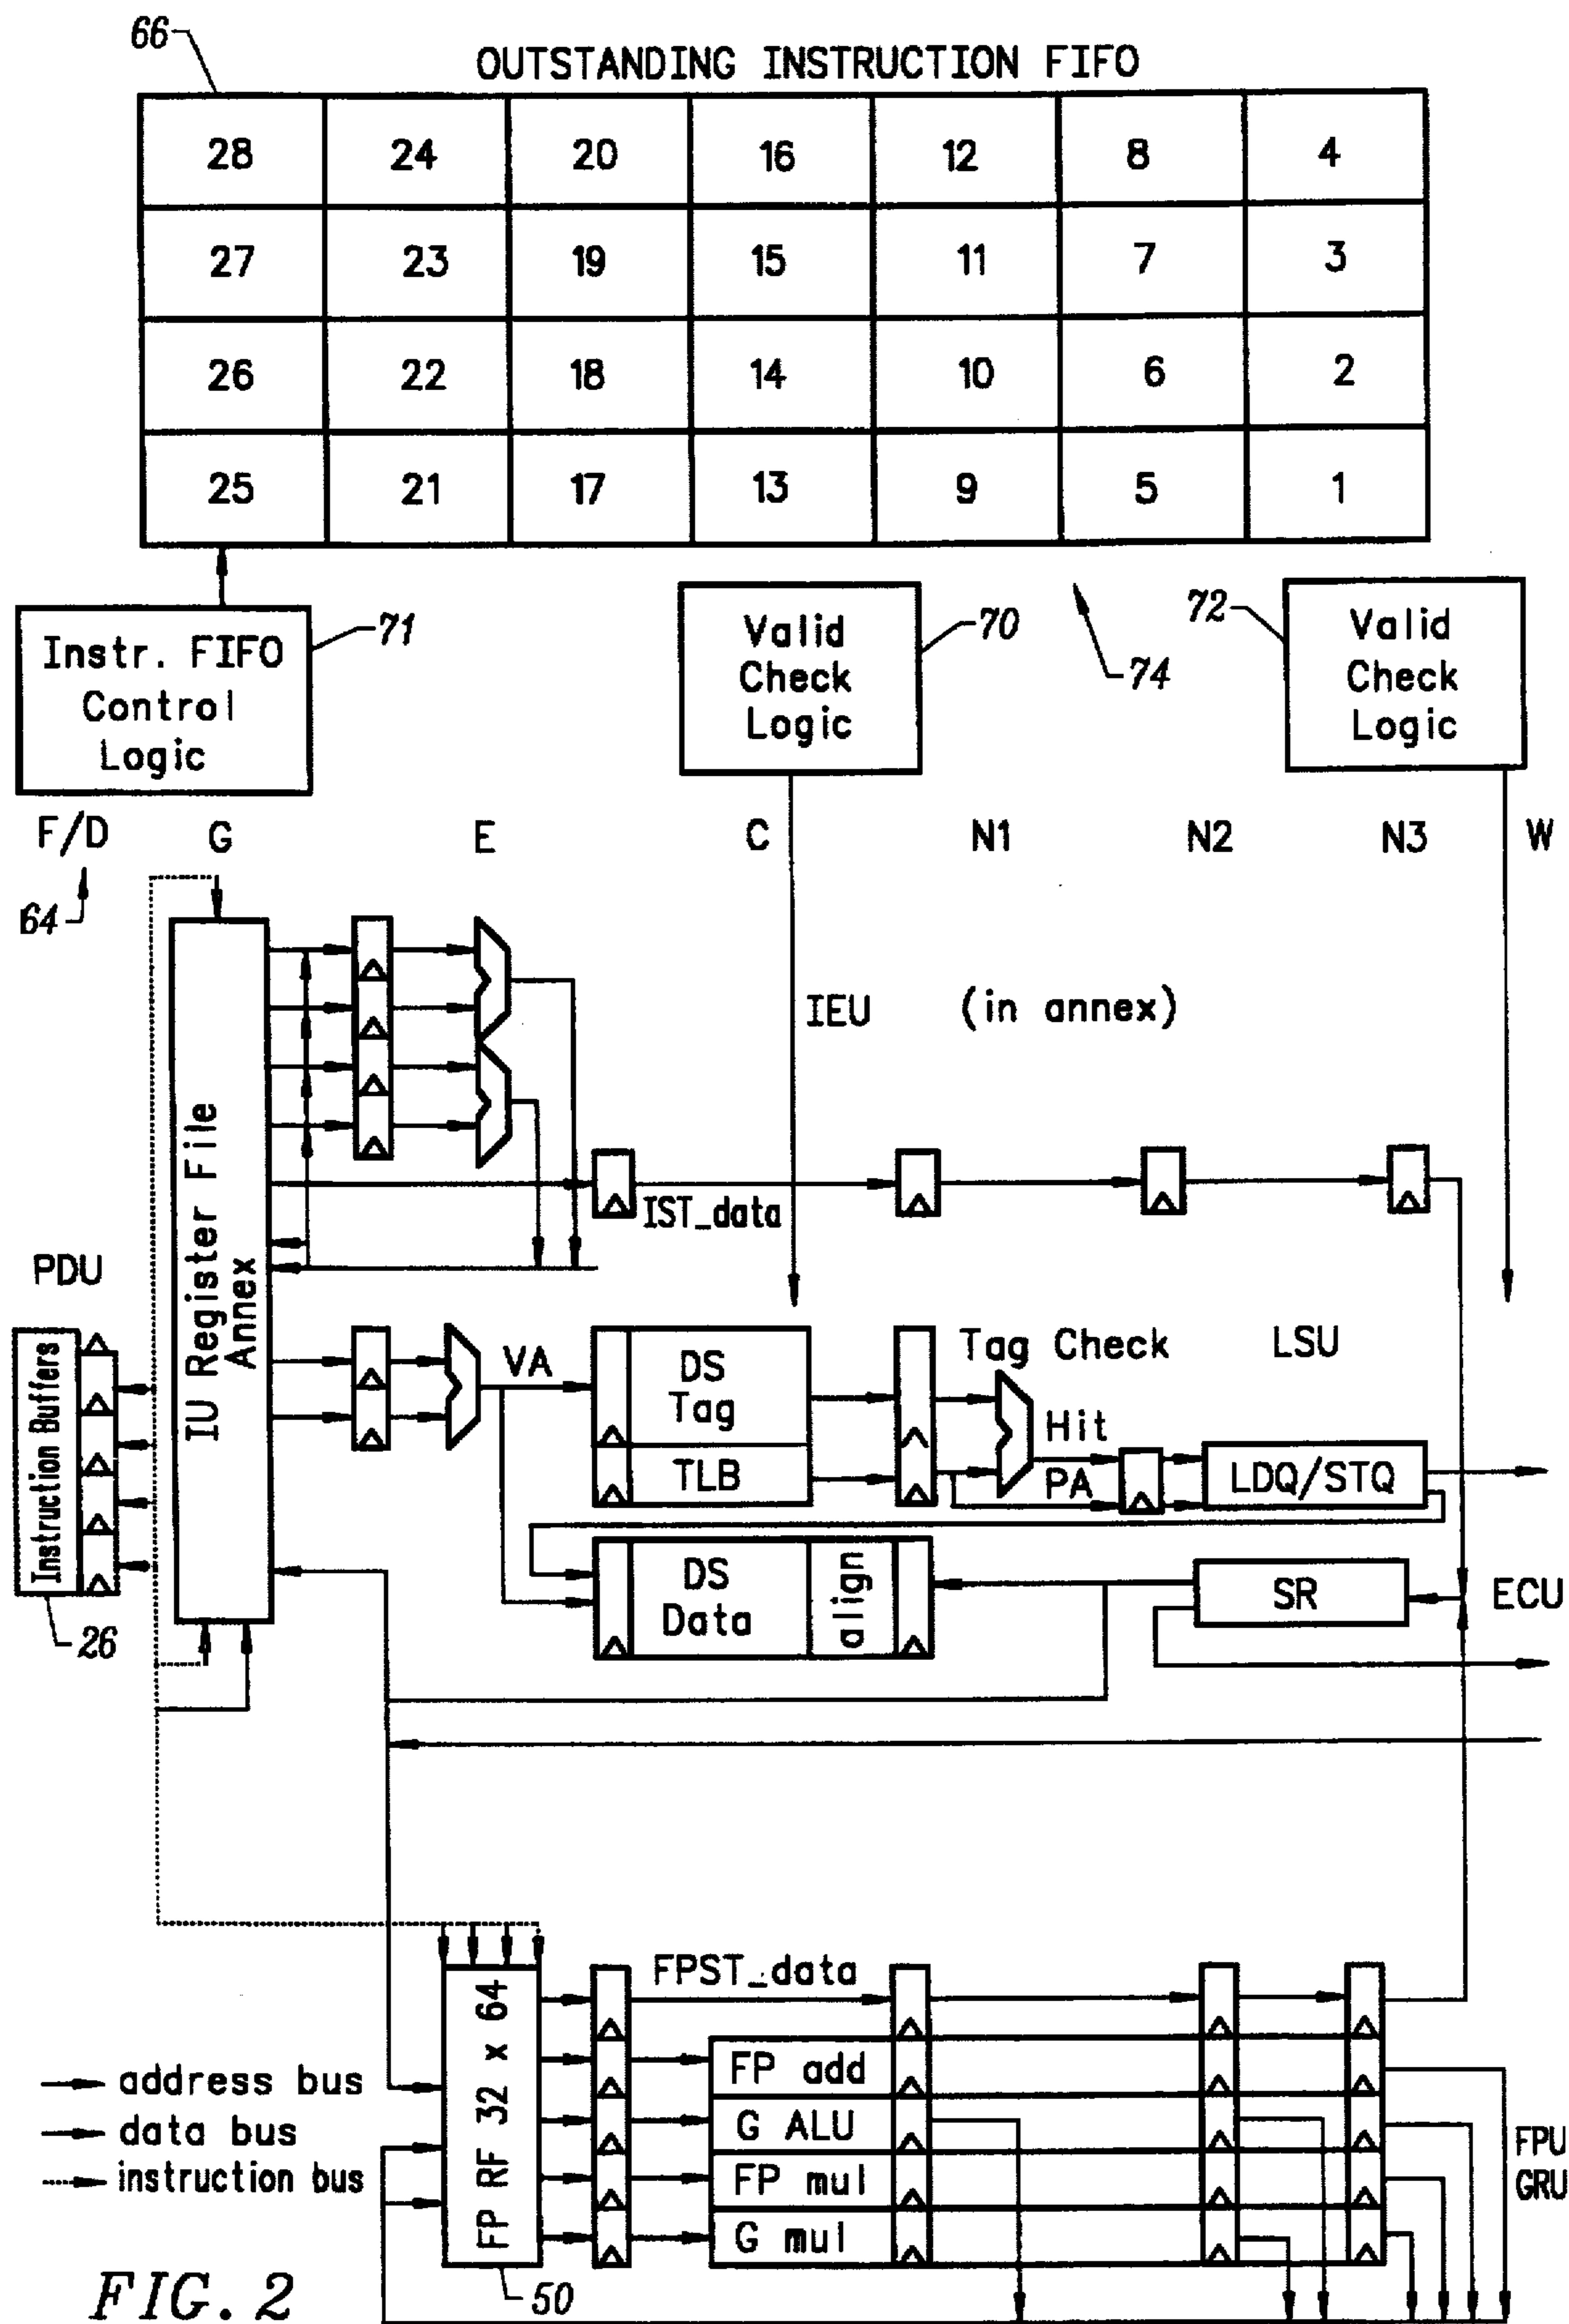 66
OUTSTANDING INSTRUCTION FIFO
28 24 20 16 12 8 4
27 23 19 15 11 7 3
26 22 18 14 10 6 2
25 21 17 13 9 5 1
Instr. FIFO
Control
Logic
71
Valid
Check
Logic
70
74
72
Valid
Check
Logic
F/D G E C N1 N2 N3 W
64
IEU (in annex)
IU Register File
Annex
IST_data
PDU
Instruction Buffers
26
VA
DS
Tag
TLB
Tag Check
LSU
Hit
PA
LDQ/STQ
DS
Data
align
SR
ECU
FP RF 32 x 64
50
FPST_data
FP add
G ALU
FP mul
G mul
FPU
GRU
address bus
data bus
instruction bus
FIG. 2